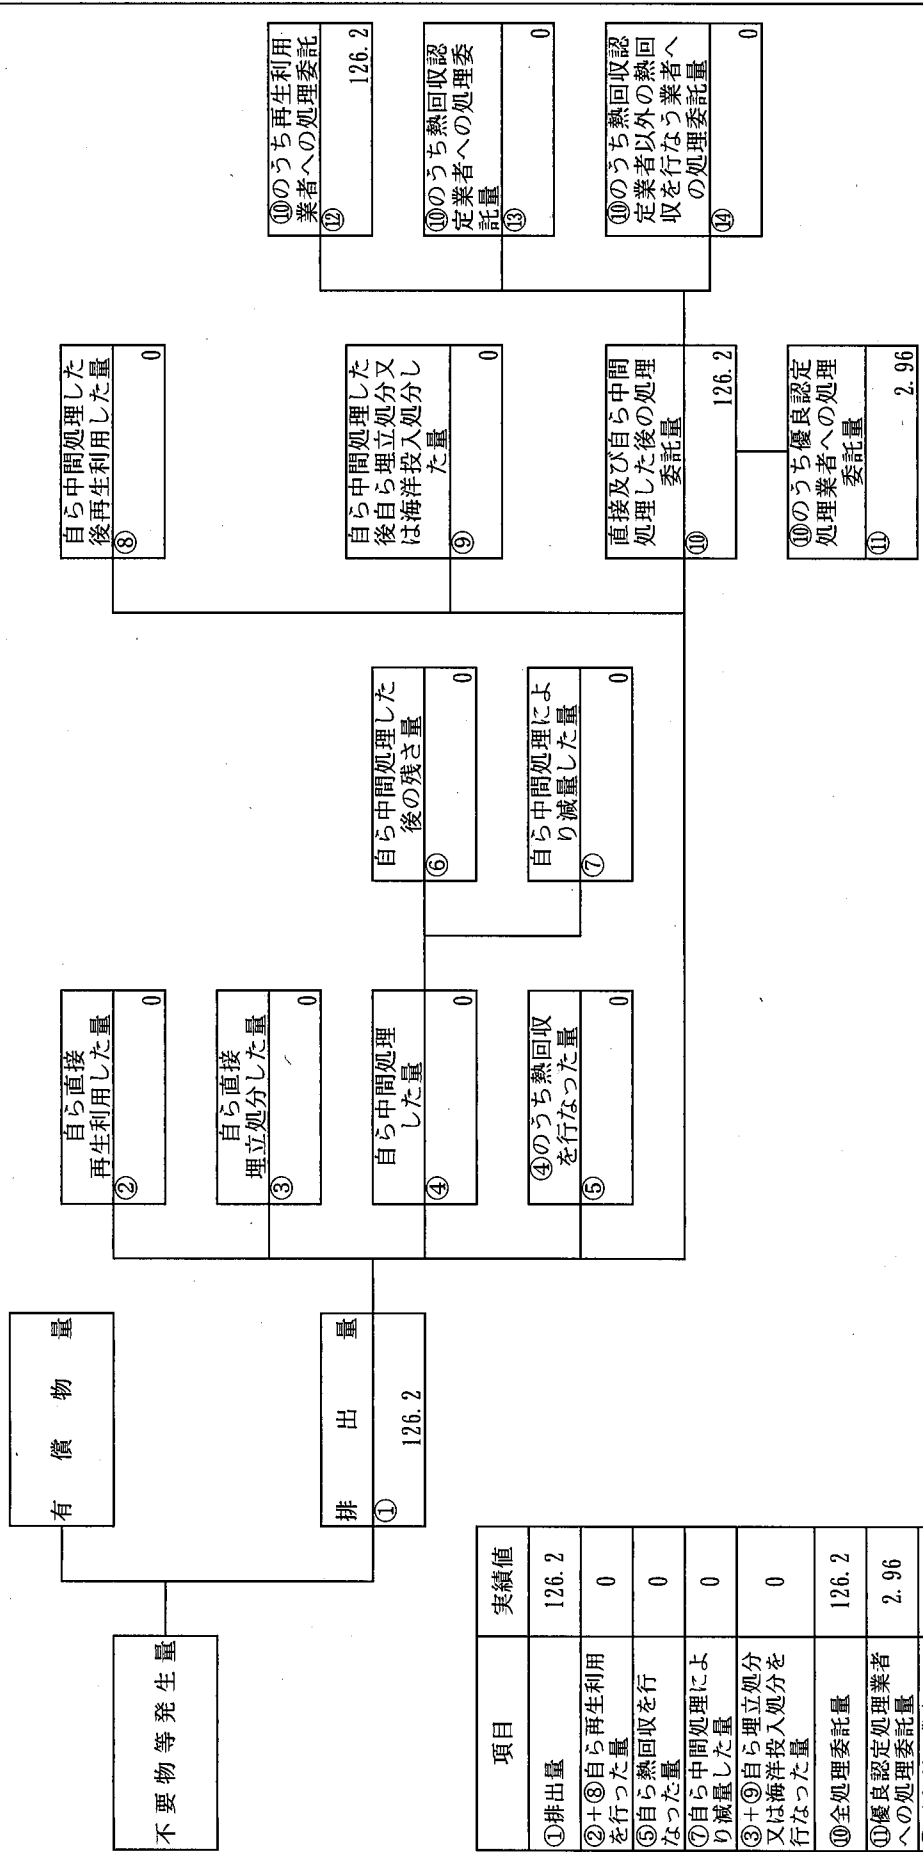 不要物等発生量
有償物量
排出量
①
126.2
自ら直接
再生利用した量
②
0
自ら直接
埋立処分した量
③
0
自ら中間処理
した量
④
0
④のうち熱回収
を行なった量
⑤
0
自ら中間処理した
後の残さ量
⑥
0
自ら中間処理によ
り減量した量
⑦
0
自ら中間処理した
後再生利用した量
⑧
0
自ら中間処理した
後自ら埋立処分又
は海洋投入処分し
た量
⑨
0
直接及び自ら中間
処理した後の処理
委託量
⑩
126.2
⑩のうち優良認定
処理業者への処理
委託量
⑪
2.96
⑩のうち再生利用
業者への処理委託
⑫
126.2
⑩のうち熱回収認
定業者への処理委
託量
⑬
0
⑩のうち熱回収認
定業者以外の熱回
収を行なう業者へ
の処理委託量
⑭
0
項目 実績値
①排出量 126.2
②+⑧自ら再生利用
を行った量 0
⑤自ら熱回収を行
なった量 0
⑦自ら中間処理によ
り減量した量 0
③+⑨自ら埋立処分
又は海洋投入処分を
行なった量 0
⑩全処理委託量 126.2
⑪優良認定処理業者
への処理委託量 2.96